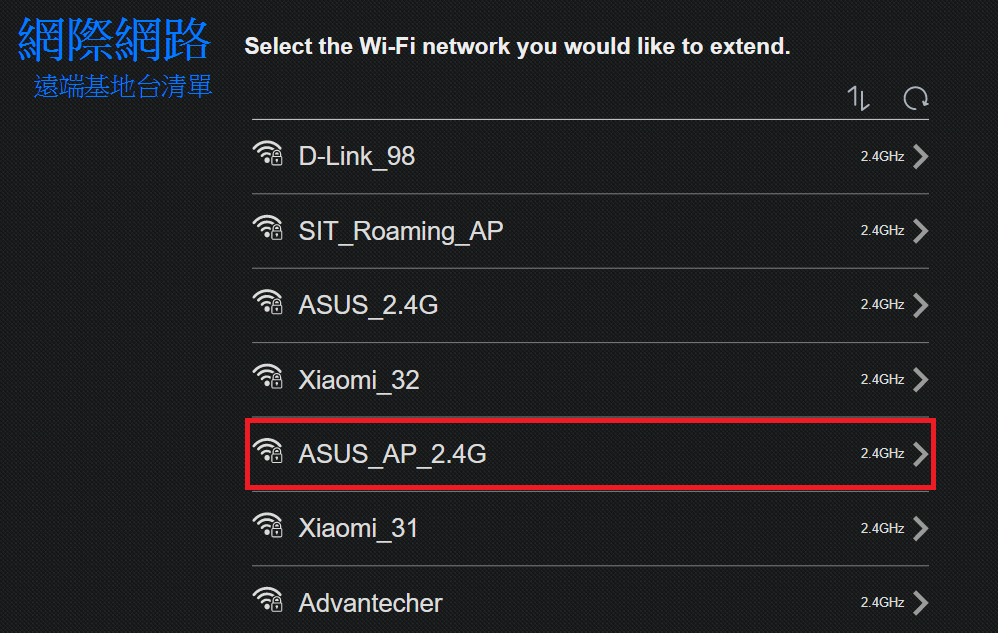 網際網路
遠端基地台清單
Select the Wi-Fi network you would like to extend.
D-Link_98 2.4GHz
SIT_Roaming_AP 2.4GHz
ASUS_2.4G 2.4GHz
Xiaomi_32 2.4GHz
ASUS_AP_2.4G 2.4GHz
Xiaomi_31 2.4GHz
Advantecher 2.4GHz